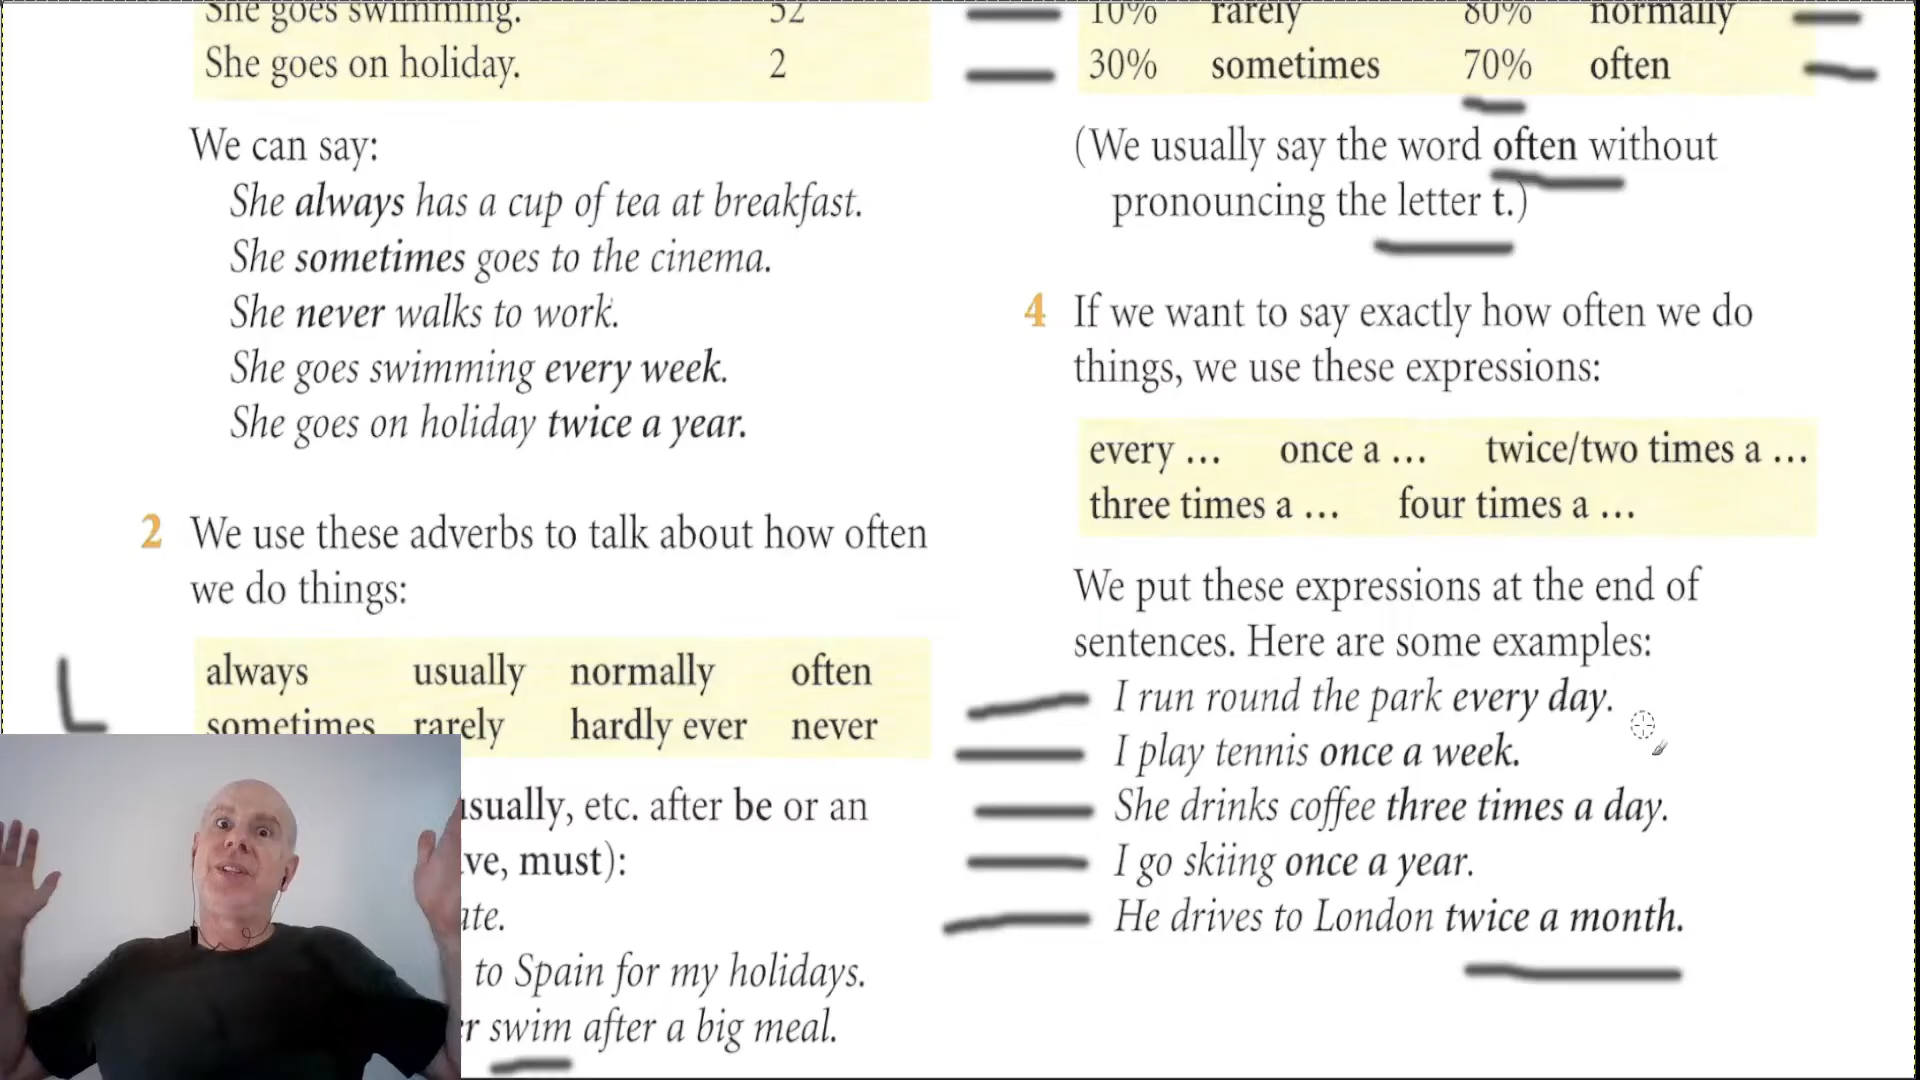 She goes swimming. 52
She goes on holiday. 2
We can say:
She always has a cup of tea at breakfast.
She sometimes goes to the cinema.
She never walks to work.
She goes swimming every week.
She goes on holiday twice a year.
2 We use these adverbs to talk about how often
we do things:
always usually normally often
sometimes rarely hardly ever never
usually, etc. after be or an
ve, must):
ate.
to Spain for my holidays.
r swim after a big meal.
10% rarely 80% normally
30% sometimes 70% often
(We usually say the word often without
pronouncing the letter t.)
4 If we want to say exactly how often we do
things, we use these expressions:
every ... once a ... twice/two times a ...
three times a ... four times a ...
We put these expressions at the end of
sentences. Here are some examples:
I run round the park every day.
I play tennis once a week.
She drinks coffee three times a day.
I go skiing once a year.
He drives to London twice a month.